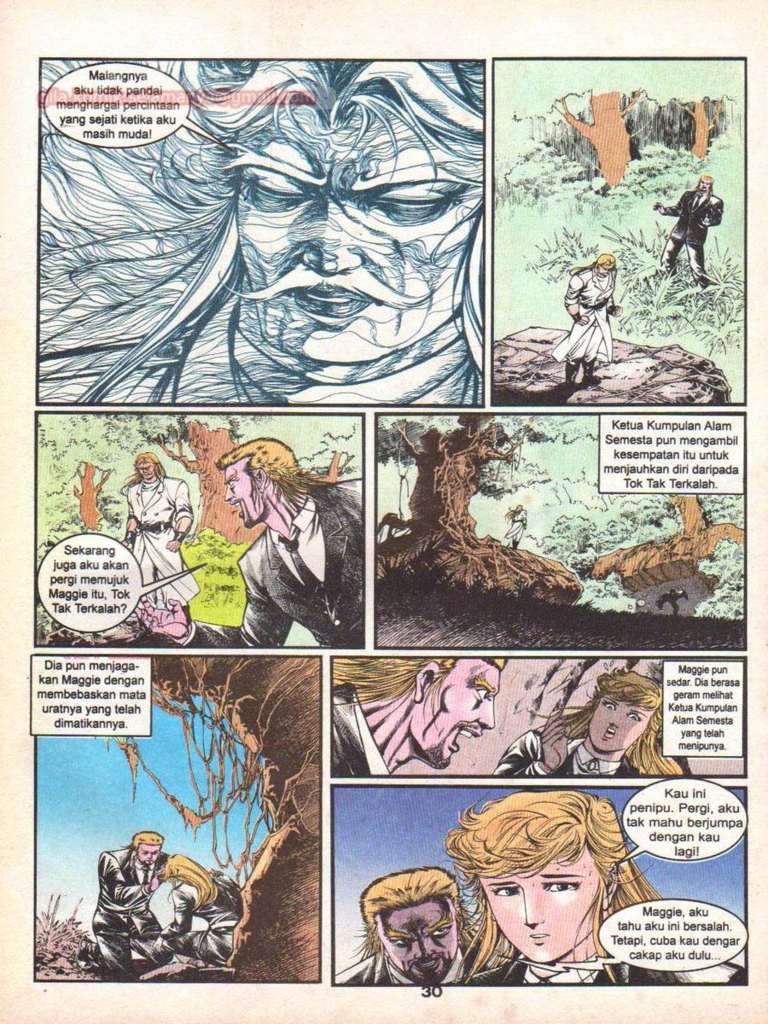 Malangnya
aku tidak pandai
menghargai percintaan
yang sejati ketika aku
masih muda!
Sekarang
juga aku akan
pergi memujuk
Maggie itu, Tok
Tak Terkalah?
Ketua Kumpulan Alam
Semesta pun mengambil
kesempatan itu untuk
menjauhkan diri daripada
Tok Tak Terkalah.
Dia pun menjaga-
kan Maggie dengan
membebaskan mata
uratnya yang telah
dimatikannya.
Maggie pun
sedar. Dia berasa
geram melihat
Ketua Kumpulan
Alam Semesta
yang telah
menipunya.
Kau ini
penipu. Pergi, aku
tak mahu berjumpa
dengan kau
lagi!
Maggie, aku
tahu aku ini bersalah.
Tetapi, cuba kau dengar
cakap aku dulu...
30